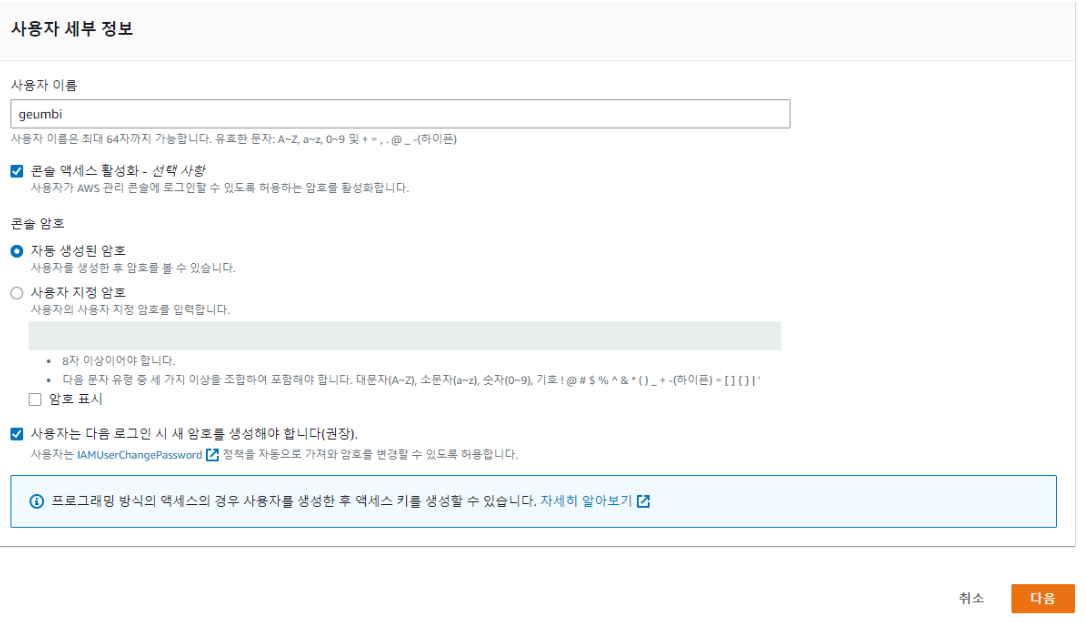 사용자 세부 정보
사용자 이름
geumbi
사용자 이름은 최대 64자까지 가능합니다. 유효한 문자: A~Z, a~z, 0~9 및 + = , . @ _ -(하이픈)
콘솔 액세스 활성화 - 선택 사항
사용자가 AWS 관리 콘솔에 로그인할 수 있도록 허용하는 암호를 활성화합니다.
콘솔 암호
자동 생성된 암호
사용자를 생성한 후 암호를 볼 수 있습니다.
사용자 지정 암호
사용자의 사용자 지정 암호를 입력합니다.
• 8자 이상이어야 합니다.
• 다음 문자 유형 중 세 가지 이상을 조합하여 포함해야 합니다. 대문자(A~Z), 소문자(a~z), 숫자(0~9), 기호 ! @ # $ % ^ & * ( ) _ + -(하이픈) = [ ] { } | '
암호 표시
사용자는 다음 로그인 시 새 암호를 생성해야 합니다(권장).
사용자는 IAMUserChangePassword 정책을 자동으로 가져와 암호를 변경할 수 있도록 허용합니다.
프로그래밍 방식의 액세스의 경우 사용자를 생성한 후 액세스 키를 생성할 수 있습니다. 자세히 알아보기
취소 다음